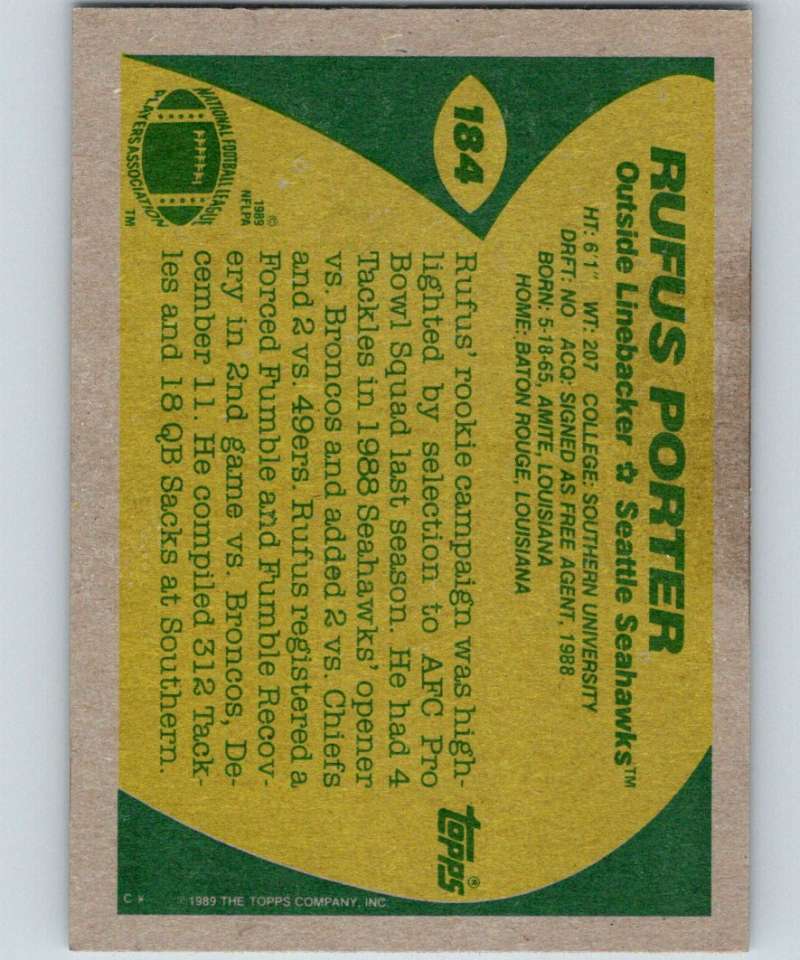 184
RUFUS PORTER
Outside Linebacker ✩ Seattle Seahawks™
HT: 6'1" WT: 207 COLLEGE: SOUTHERN UNIVERSITY
DRFT: NO ACQ: SIGNED AS FREE AGENT, 1988
BORN: 5-18-65, AMITE, LOUISIANA
HOME: BATON ROUGE, LOUISIANA
Rufus' rookie campaign was high-
lighted by selection to AFC Pro
Bowl Squad last season. He had 4
Tackles in 1988 Seahawks' opener
vs. Broncos and added 2 vs. Chiefs
and 2 vs. 49ers. Rufus registered a
Forced Fumble and Fumble Recov-
ery in 2nd game vs. Broncos, De-
cember 11. He compiled 312 Tack-
les and 18 QB Sacks at Southern.
topps®
NATIONAL FOOTBALL LEAGUE
PLAYERS ASSOCIATION
™
©
1989
NFLPA
C *
©1989 THE TOPPS COMPANY, INC.